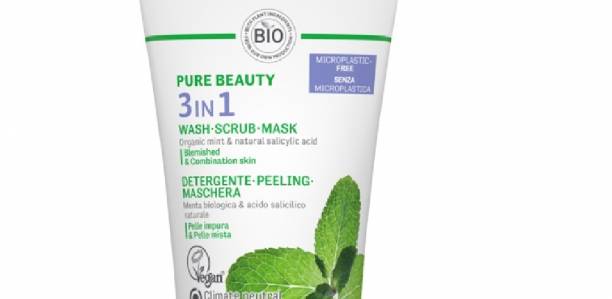 BIO
MICROPLASTIC-
FREE
SENZA
MICROPLASTICA
PURE BEAUTY
3IN1
WASH·SCRUB·MASK
Organic mint & natural salicylic acid
Blemished
& Combination skin
DETERGENTE·PEELING·
MASCHERA
Menta biologica & acido salicilico
naturale
Pelle impura
& Pelle mista
Vegan
Climate neutral